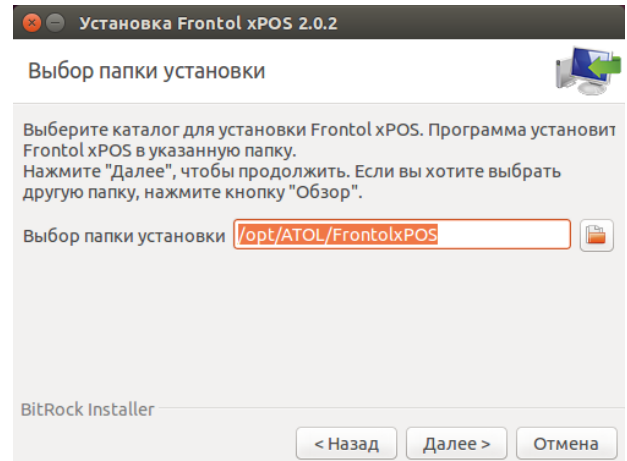 Установка Frontol xPOS 2.0.2
Выбор папки установки
Выберите каталог для установки Frontol xPOS. Программа установит
Frontol xPOS в указанную папку.
Нажмите "Далее", чтобы продолжить. Если вы хотите выбрать
другую папку, нажмите кнопку "Обзор".
Выбор папки установки /opt/ATOL/FrontolxPOS
BitRock Installer
< Назад Далее > Отмена